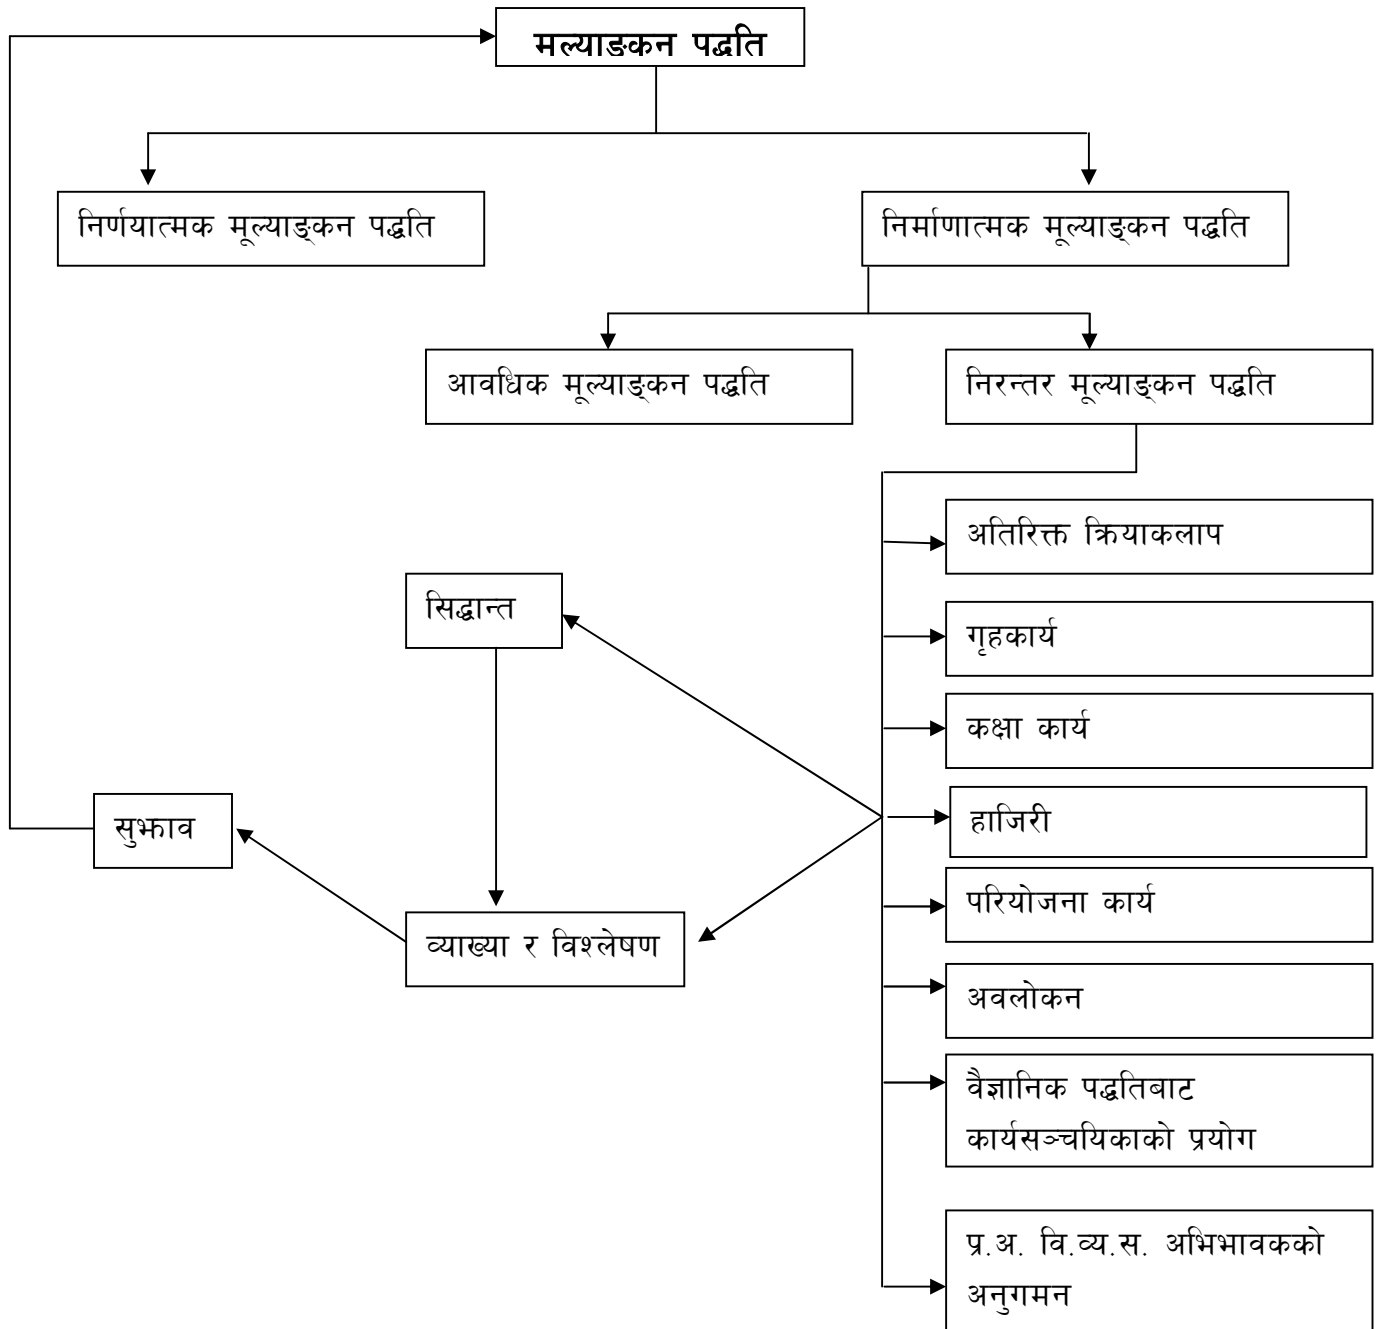 मल्याङकन पद्धति
निर्णयात्मक मूल्याङ्कन पद्धति
निर्माणात्मक मूल्याङ्कन पद्धति
आवधिक मूल्याङ्कन पद्धति
निरन्तर मूल्याङ्कन पद्धति
अतिरिक्त क्रियाकलाप
सिद्धान्त
गृहकार्य
कक्षा कार्य
सुझाव
हाजिरी
परियोजना कार्य
व्याख्या र विश्लेषण
अवलोकन
वैज्ञानिक पद्धतिबाट
कार्यसञ्चयिकाको प्रयोग
प्र.अ. वि.व्य.स. अभिभावकको
अनुगमन